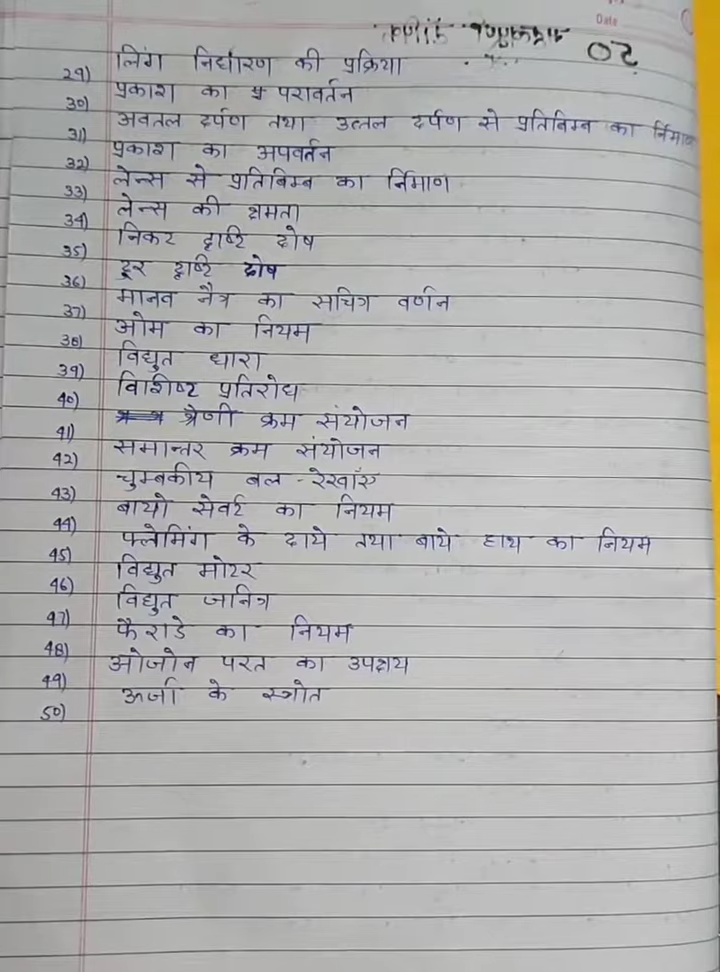 Date
29) लिंग निर्धारण की प्रक्रिया
30) प्रकाश का परावर्तन
31) अवतल दर्पण तथा उत्तल दर्पण से प्रतिबिम्ब का र्निमाण
32) प्रकाश का अपवर्तन
33) लेन्स से प्रतिबिम्ब का र्निमाण
34) लेन्स की क्षमता
35) निकट दृष्टि दोष
36) दूर दृष्टि दोष
37) मानव नेत्र का सचित्र वर्णन
38) ओम का नियम
39) विद्युत धारा
40) विशिष्ट प्रतिरोध
41) श्रेणी क्रम संयोजन
42) समान्तर क्रम संयोजन
43) चुम्बकीय बल-रेखाएँ
44) बायो सेवर्ट का नियम
45) फ्लेमिंग के दाये तथा बाये हाथ का नियम
46) विद्युत मोटर
47) विद्युत जनित्र
48) फैराडे का नियम
49) ओजोन परत का उपक्षय
50) ऊर्जा के स्त्रोत